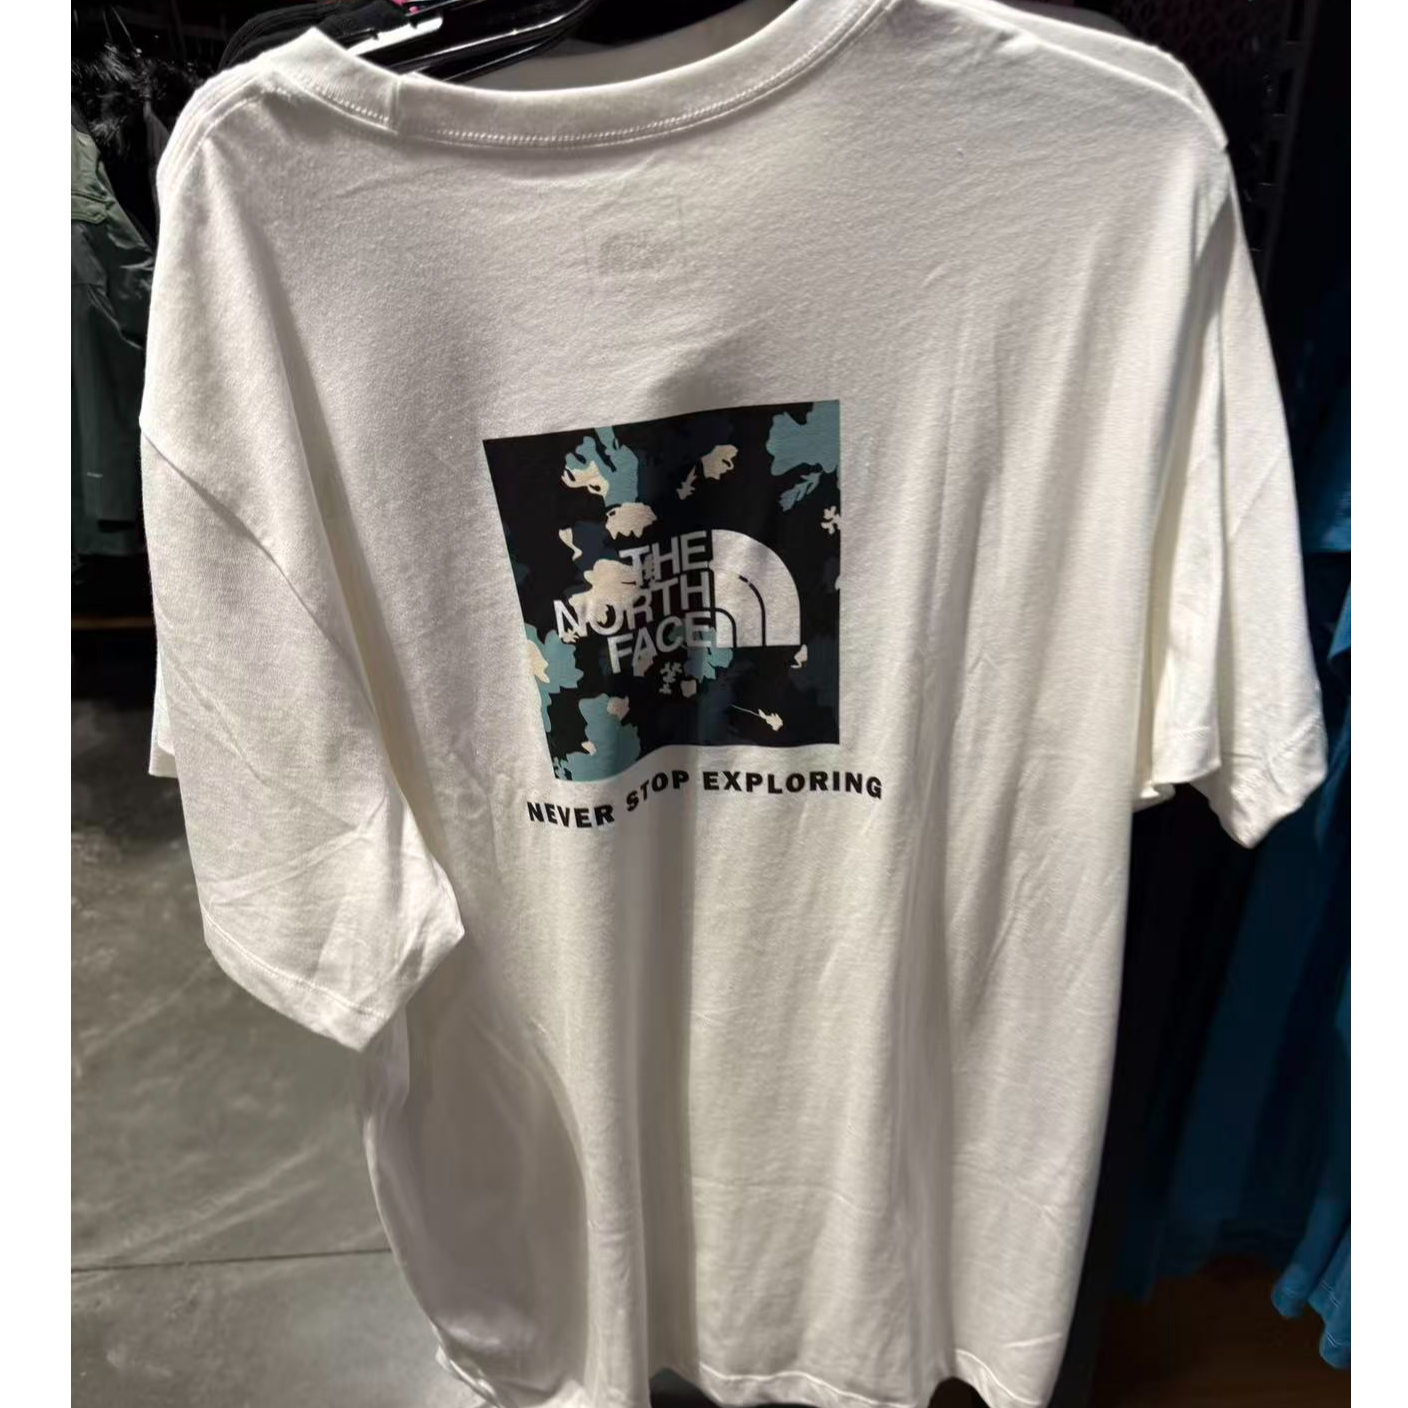 THE
NORTH
FACE
NEVER STOP EXPLORING